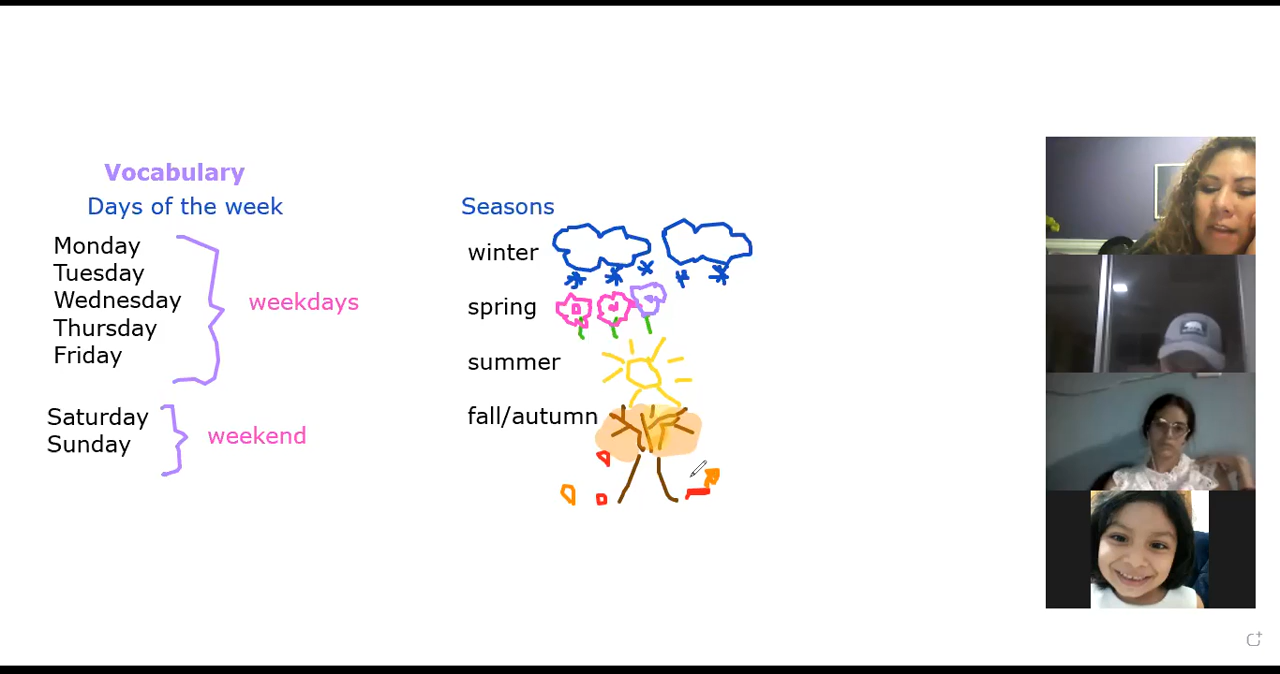 Vocabulary
Days of the week
Monday
Tuesday
Wednesday
Thursday
Friday
weekdays
Saturday
Sunday
weekend
Seasons
winter
spring
summer
fall/autumn